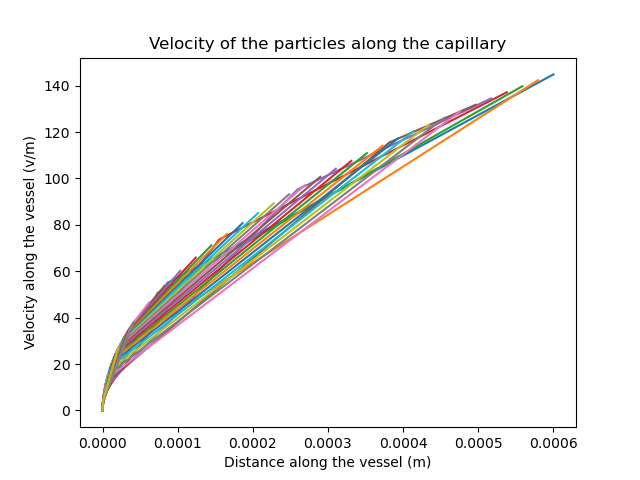 Velocity of the particles along the capillary
Velocity along the vessel (v/m)
140
120
100
80
60
40
20
0
0.0000 0.0001 0.0002 0.0003 0.0004 0.0005 0.0006
Distance along the vessel (m)